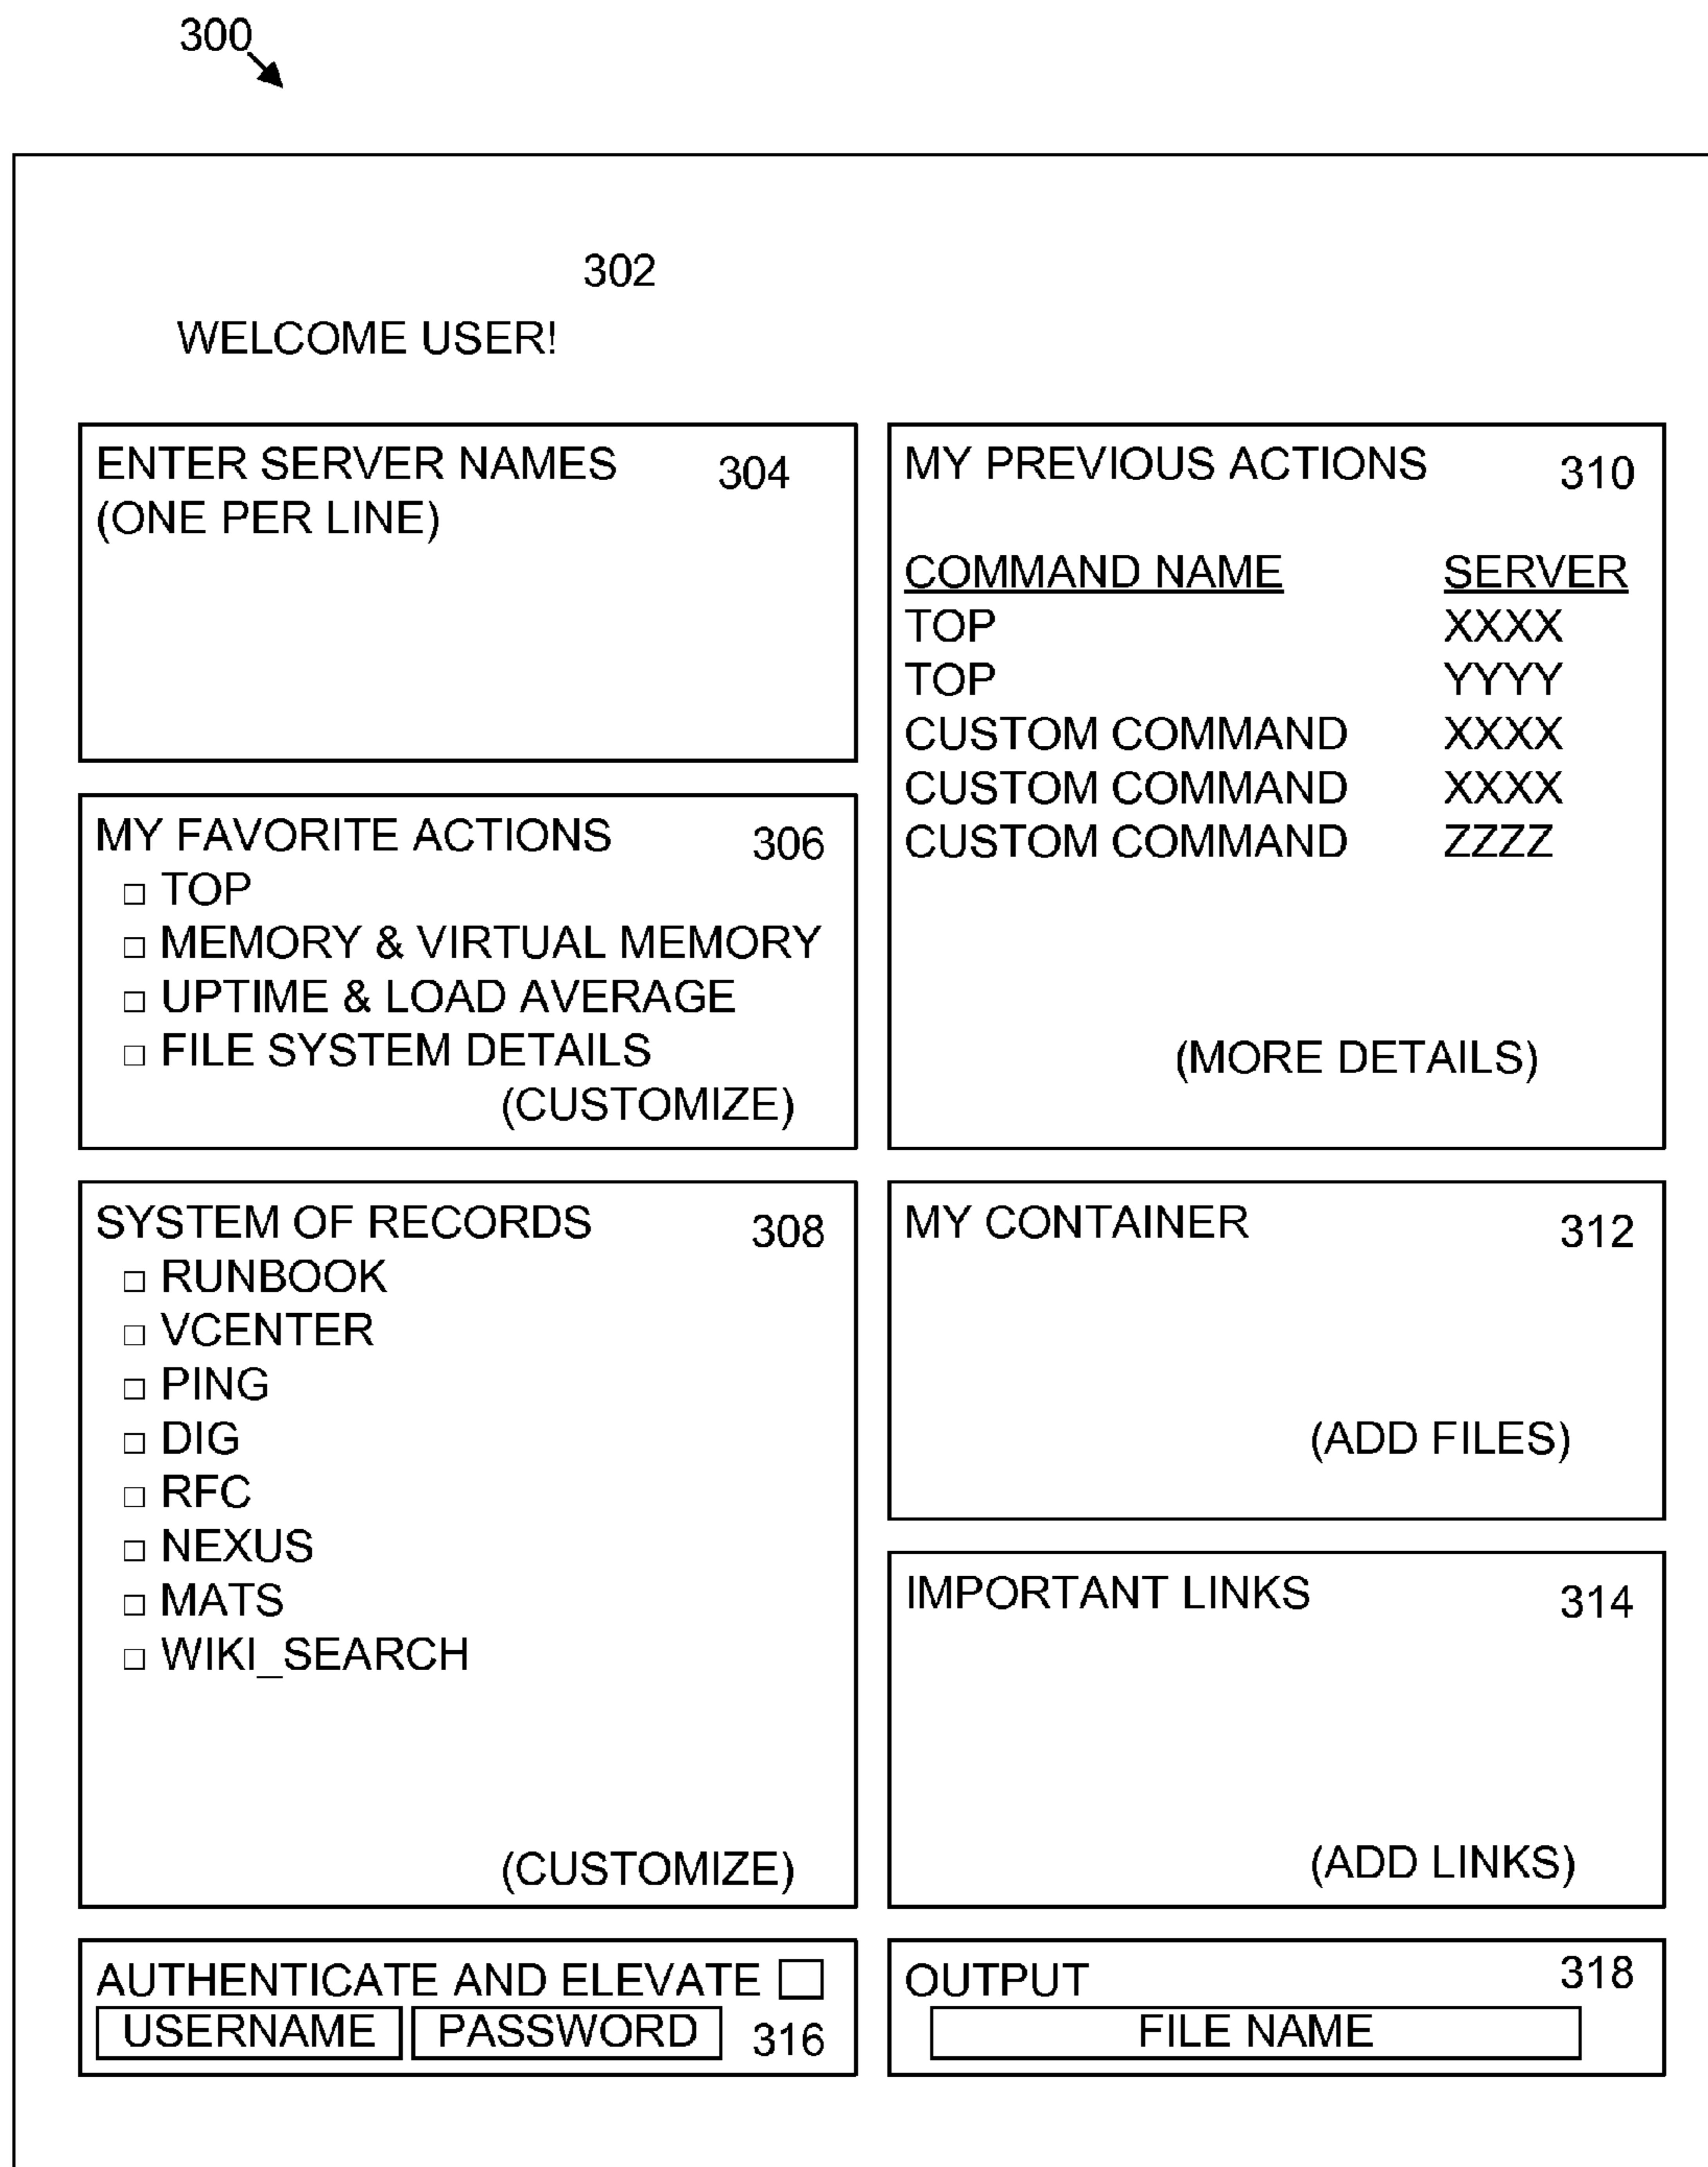 300
302
WELCOME USER!
ENTER SERVER NAMES 304
(ONE PER LINE)
MY FAVORITE ACTIONS 306
□ TOP
□ MEMORY & VIRTUAL MEMORY
□ UPTIME & LOAD AVERAGE
□ FILE SYSTEM DETAILS
(CUSTOMIZE)
SYSTEM OF RECORDS 308
□ RUNBOOK
□ VCENTER
□ PING
□ DIG
□ RFC
□ NEXUS
□ MATS
□ WIKI_SEARCH
(CUSTOMIZE)
AUTHENTICATE AND ELEVATE □
USERNAME PASSWORD 316
MY PREVIOUS ACTIONS 310
COMMAND NAME SERVER
TOP XXXX
TOP YYYY
CUSTOM COMMAND XXXX
CUSTOM COMMAND XXXX
CUSTOM COMMAND ZZZZ
(MORE DETAILS)
MY CONTAINER 312
(ADD FILES)
IMPORTANT LINKS 314
(ADD LINKS)
OUTPUT 318
FILE NAME